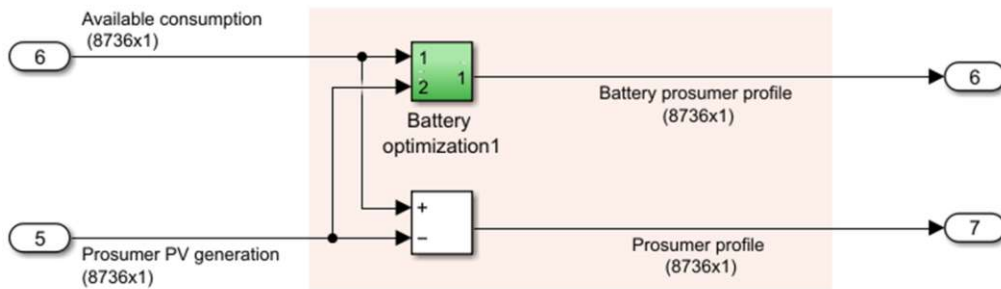 Available consumption
(8736x1)
6
1
2
1
Battery
optimization1
Battery prosumer profile
(8736x1)
6
+
−
5
Prosumer PV generation
(8736x1)
Prosumer profile
(8736x1)
7